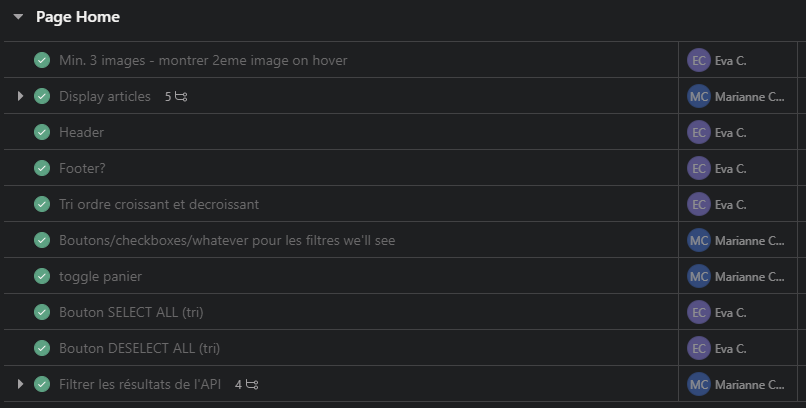 Page Home
Min. 3 images - montrer 2eme image on hover EC Eva C.
Display articles 5 MC Marianne C...
Header EC Eva C.
Footer? EC Eva C.
Tri ordre croissant et decroissant EC Eva C.
Boutons/checkboxes/whatever pour les filtres we'll see MC Marianne C...
toggle panier MC Marianne C...
Bouton SELECT ALL (tri) EC Eva C.
Bouton DESELECT ALL (tri) EC Eva C.
Filtrer les résultats de l'API 4 MC Marianne C...